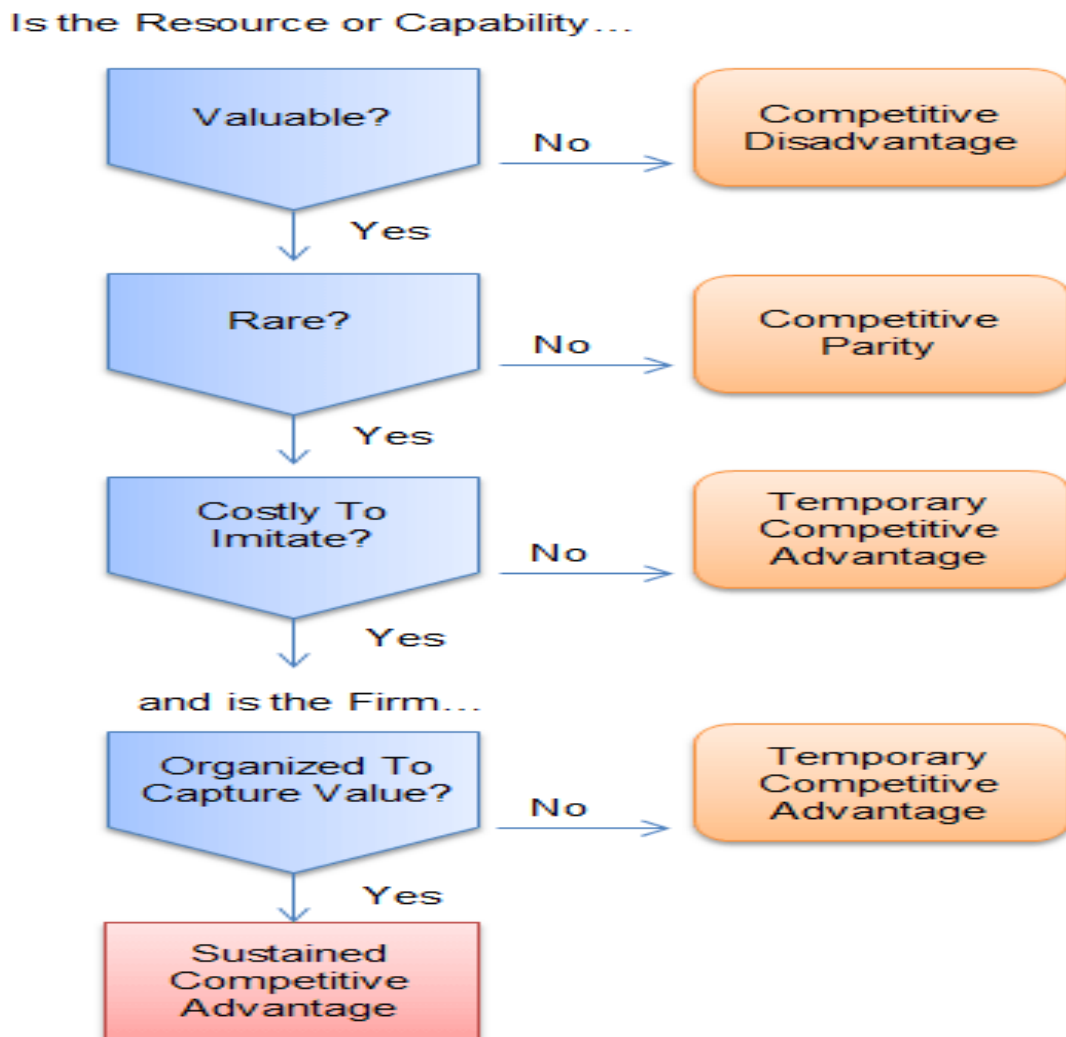 Is the Resource or Capability...
Valuable?
No
Competitive
Disadvantage
Yes
Rare?
No
Competitive
Parity
Yes
Costly To
Imitate?
No
Temporary
Competitive
Advantage
Yes
and is the Firm...
Organized To
Capture Value?
No
Temporary
Competitive
Advantage
Yes
Sustained
Competitive
Advantage